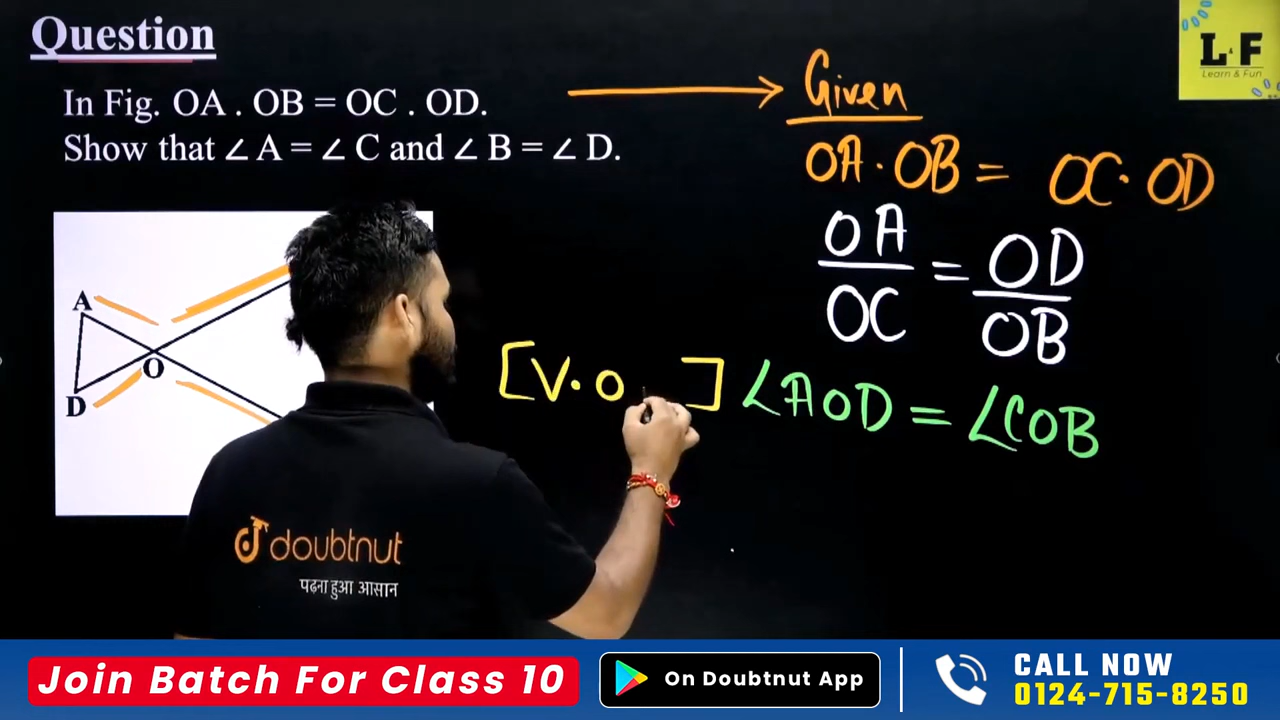 Question
In Fig. OA . OB = OC . OD.
Show that ∠ A = ∠ C and ∠ B = ∠ D.
Given
OA · OB = OC · OD
OA/OC = OD/OB
[V·O ] ∠AOD = ∠COB
A
O
D
L & F
Learn & Fun
doubtnut
पढ़ना हुआ आसान
Join Batch For Class 10
On Doubtnut App
CALL NOW
0124-715-8250